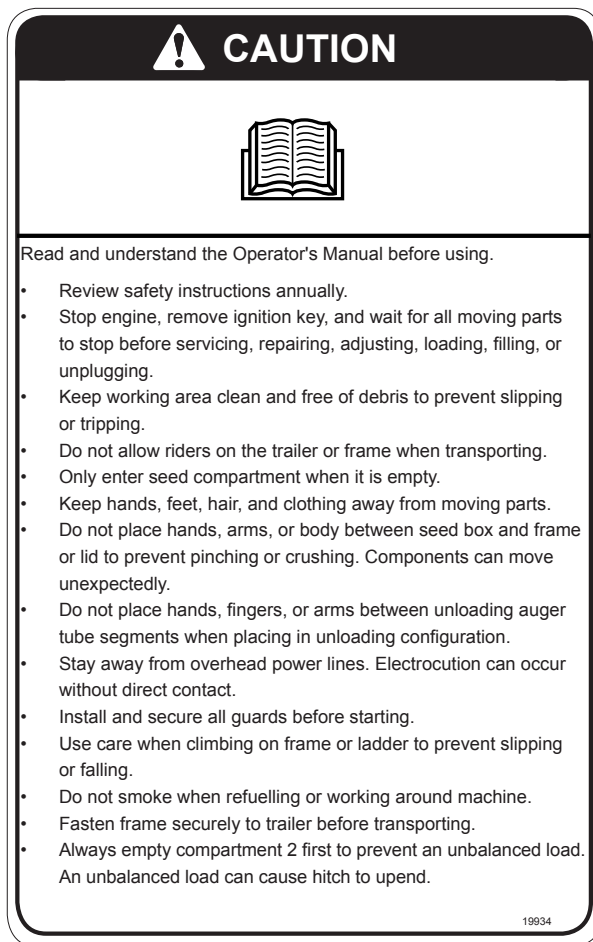 CAUTION
Read and understand the Operator's Manual before using.
• Review safety instructions annually.
• Stop engine, remove ignition key, and wait for all moving parts
to stop before servicing, repairing, adjusting, loading, filling, or
unplugging.
• Keep working area clean and free of debris to prevent slipping
or tripping.
• Do not allow riders on the trailer or frame when transporting.
• Only enter seed compartment when it is empty.
• Keep hands, feet, hair, and clothing away from moving parts.
• Do not place hands, arms, or body between seed box and frame
or lid to prevent pinching or crushing. Components can move
unexpectedly.
• Do not place hands, fingers, or arms between unloading auger
tube segments when placing in unloading configuration.
• Stay away from overhead power lines. Electrocution can occur
without direct contact.
• Install and secure all guards before starting.
• Use care when climbing on frame or ladder to prevent slipping
or falling.
• Do not smoke when refuelling or working around machine.
• Fasten frame securely to trailer before transporting.
• Always empty compartment 2 first to prevent an unbalanced load.
An unbalanced load can cause hitch to upend.
19934